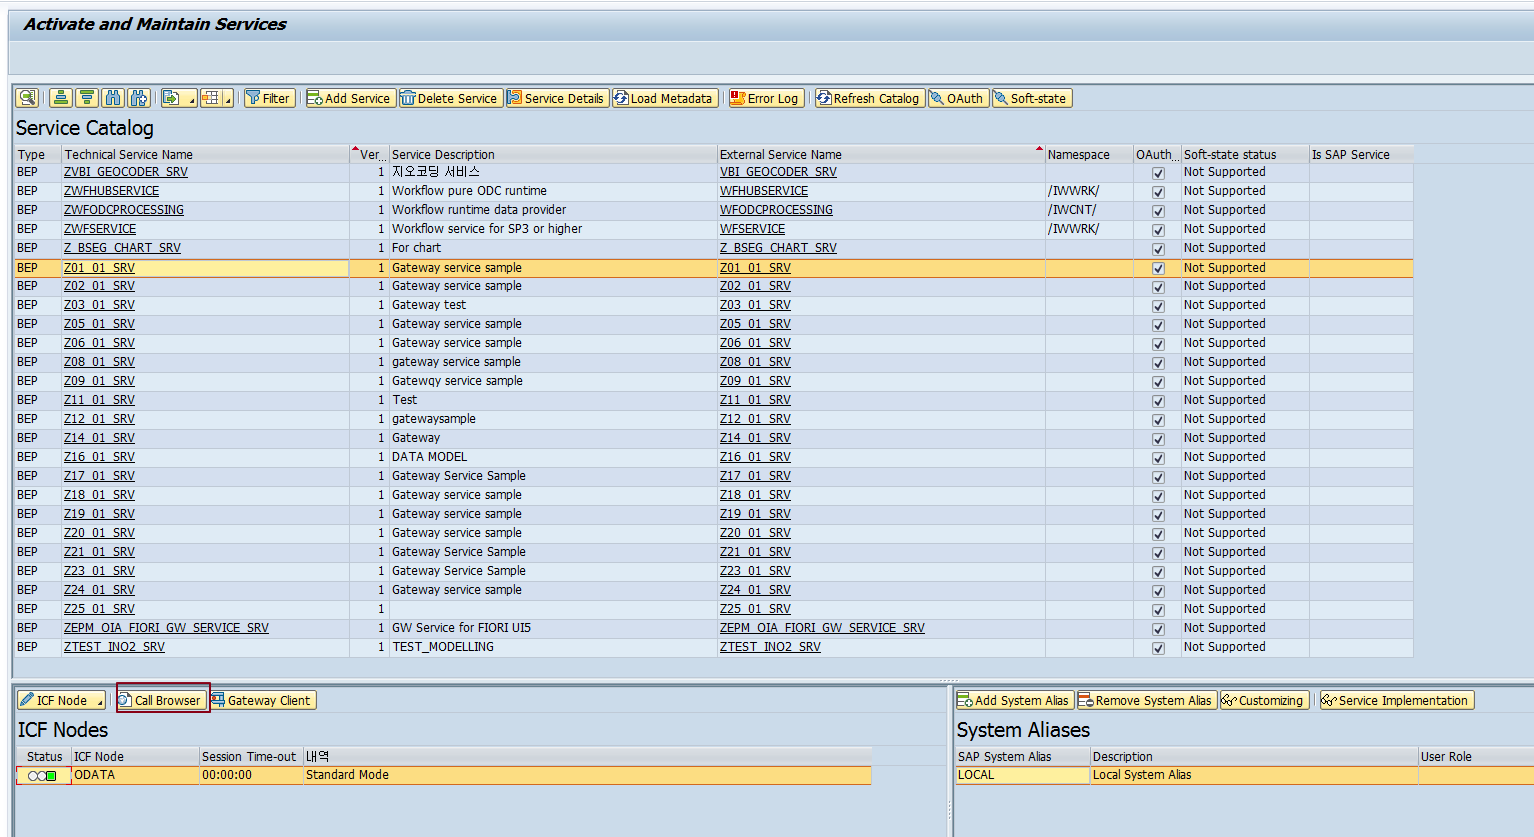 Activate and Maintain Services
Filter Add Service Delete Service Service Details Load Metadata Error Log Refresh Catalog OAuth Soft-state
Service Catalog
Type Technical Service Name Ver... Service Description External Service Name Namespace OAuth... Soft-state status Is SAP Service
BEP ZVBI_GEOCODER_SRV 1 지오코딩 서비스 VBI_GEOCODER_SRV Not Supported
BEP ZWFHUBSERVICE 1 Workflow pure ODC runtime WFHUBSERVICE /IWWRK/ Not Supported
BEP ZWFODCPROCESSING 1 Workflow runtime data provider WFODCPROCESSING /IWCNT/ Not Supported
BEP ZWFSERVICE 1 Workflow service for SP3 or higher WFSERVICE /IWWRK/ Not Supported
BEP Z_BSEG_CHART_SRV 1 For chart Z_BSEG_CHART_SRV Not Supported
BEP Z01_01_SRV 1 Gateway service sample Z01_01_SRV Not Supported
BEP Z02_01_SRV 1 Gateway service sample Z02_01_SRV Not Supported
BEP Z03_01_SRV 1 Gateway test Z03_01_SRV Not Supported
BEP Z05_01_SRV 1 Gateway service sample Z05_01_SRV Not Supported
BEP Z06_01_SRV 1 Gateway service sample Z06_01_SRV Not Supported
BEP Z08_01_SRV 1 gateway service sample Z08_01_SRV Not Supported
BEP Z09_01_SRV 1 Gatewqy service sample Z09_01_SRV Not Supported
BEP Z11_01_SRV 1 Test Z11_01_SRV Not Supported
BEP Z12_01_SRV 1 gatewaysample Z12_01_SRV Not Supported
BEP Z14_01_SRV 1 Gateway Z14_01_SRV Not Supported
BEP Z16_01_SRV 1 DATA MODEL Z16_01_SRV Not Supported
BEP Z17_01_SRV 1 Gateway Service Sample Z17_01_SRV Not Supported
BEP Z18_01_SRV 1 Gateway service sample Z18_01_SRV Not Supported
BEP Z19_01_SRV 1 Gateway service sample Z19_01_SRV Not Supported
BEP Z20_01_SRV 1 Gateway service sample Z20_01_SRV Not Supported
BEP Z21_01_SRV 1 Gateway Service Sample Z21_01_SRV Not Supported
BEP Z23_01_SRV 1 Gateway Service Sample Z23_01_SRV Not Supported
BEP Z24_01_SRV 1 Gateway service sample Z24_01_SRV Not Supported
BEP Z25_01_SRV 1 Z25_01_SRV Not Supported
BEP ZEPM_OIA_FIORI_GW_SERVICE_SRV 1 GW Service for FIORI UI5 ZEPM_OIA_FIORI_GW_SERVICE_SRV Not Supported
BEP ZTEST_INO2_SRV 1 TEST_MODELLING ZTEST_INO2_SRV Not Supported
ICF Node Call Browser Gateway Client
ICF Nodes
Status ICF Node Session Time-out 내역
ODATA 00:00:00 Standard Mode
Add System Alias Remove System Alias Customizing Service Implementation
System Aliases
SAP System Alias Description User Role
LOCAL Local System Alias